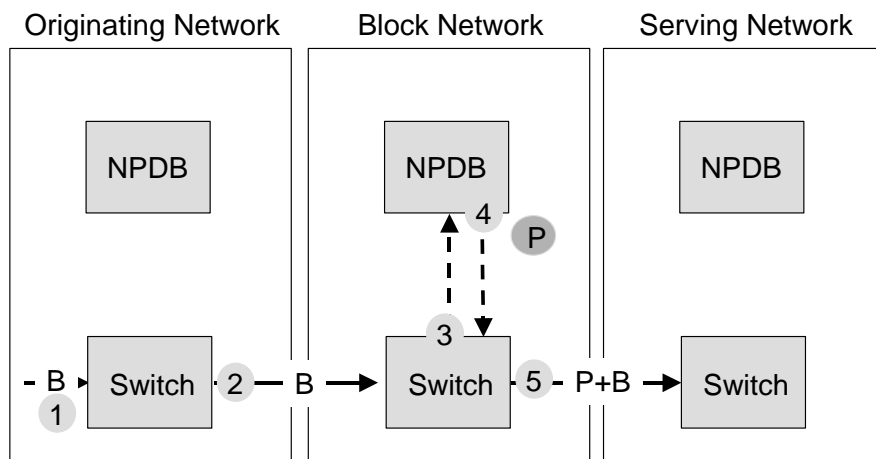 Originating Network Block Network Serving Network
NPDB NPDB NPDB
4
P
3
B Switch 2 B Switch 5 P+B Switch
1